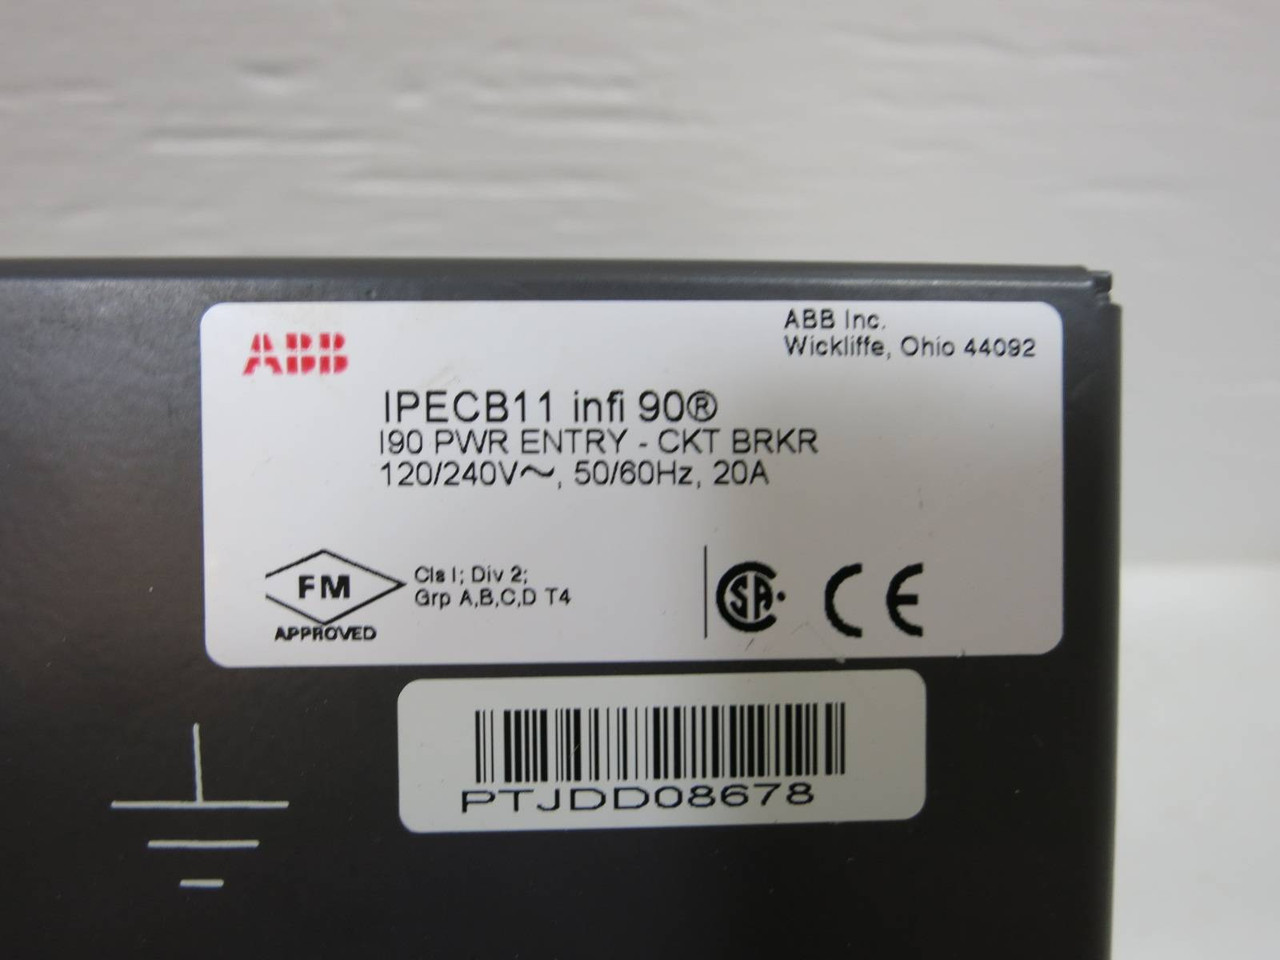 ABB
ABB Inc.
Wickliffe, Ohio 44092
IPECB11 infi 90®
I90 PWR ENTRY - CKT BRKR
120/240V~, 50/60Hz, 20A
FM
APPROVED
Cls I; Div 2;
Grp A,B,C,D T4
CSA
CE
PTJDD08678